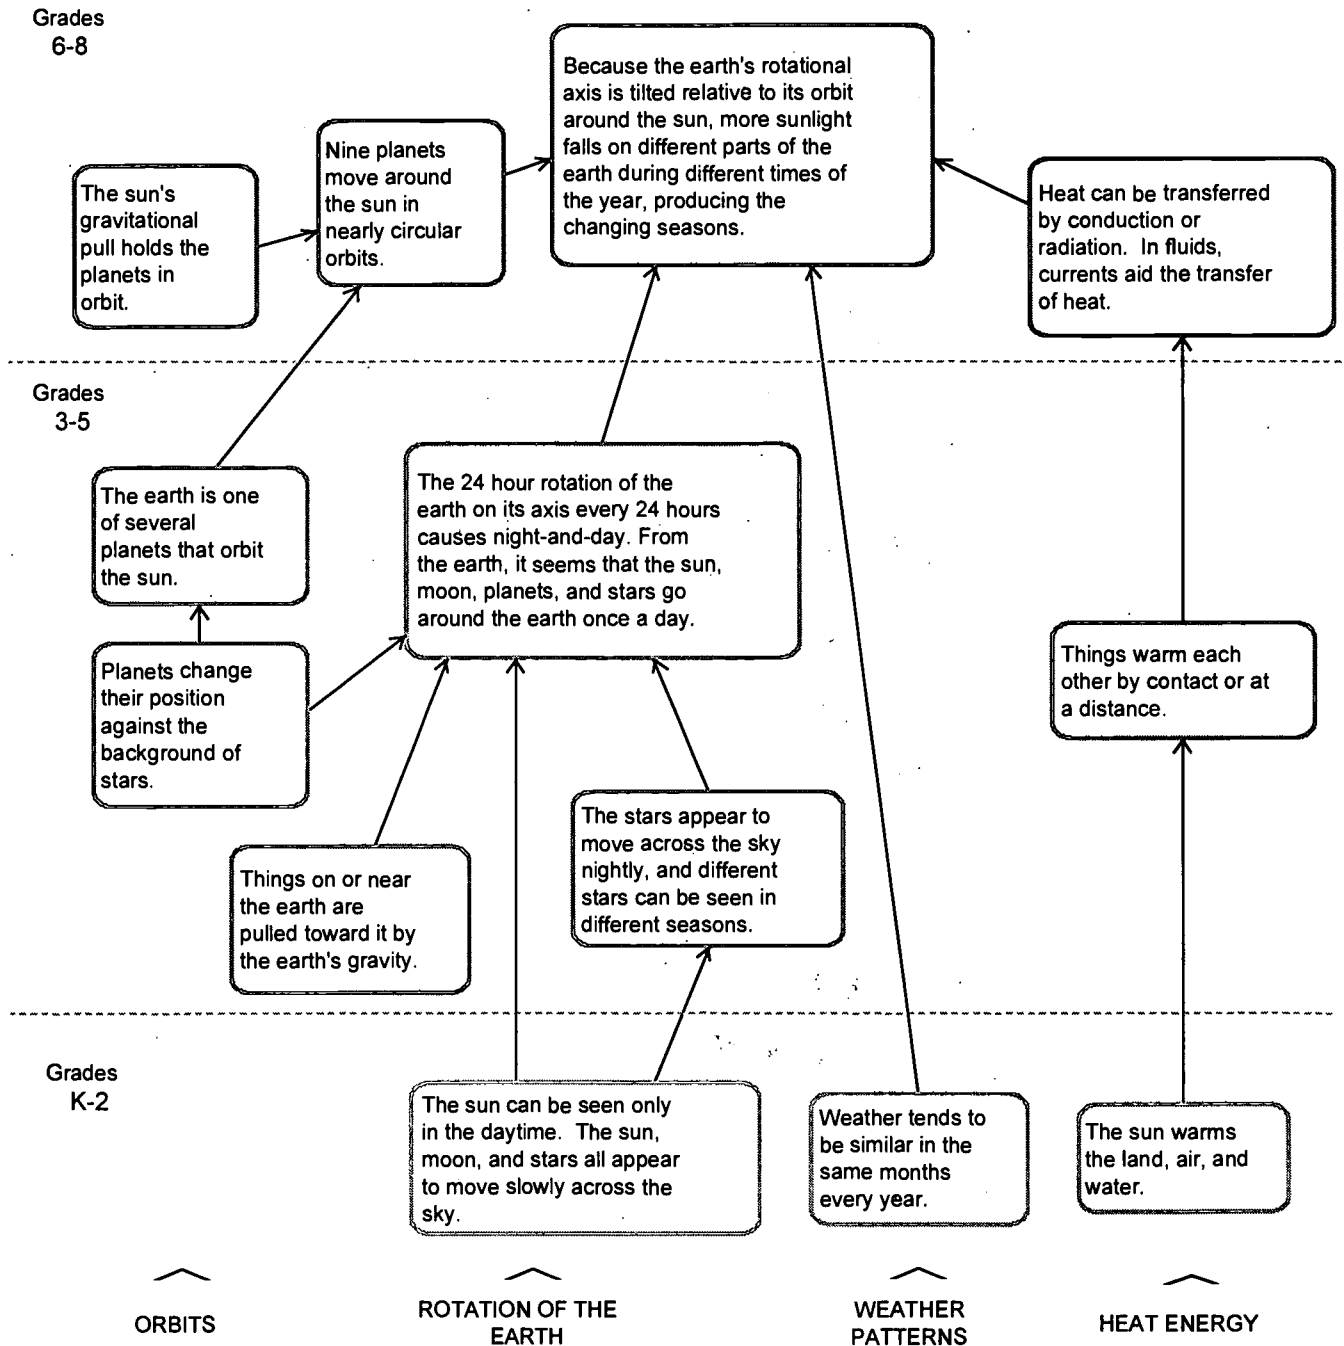 Grades
6-8
Because the earth's rotational
axis is tilted relative to its orbit
around the sun, more sunlight
falls on different parts of the
earth during different times of
the year, producing the
changing seasons.
Nine planets
move around
the sun in
nearly circular
orbits.
The sun's
gravitational
pull holds the
planets in
orbit.
Heat can be transferred
by conduction or
radiation. In fluids,
currents aid the transfer
of heat.
Grades
3-5
The earth is one
of several
planets that orbit
the sun.
The 24 hour rotation of the
earth on its axis every 24 hours
causes night-and-day. From
the earth, it seems that the sun,
moon, planets, and stars go
around the earth once a day.
Planets change
their position
against the
background of
stars.
Things warm each
other by contact or at
a distance.
The stars appear to
move across the sky
nightly, and different
stars can be seen in
different seasons.
Things on or near
the earth are
pulled toward it by
the earth's gravity.
Grades
K-2
The sun can be seen only
in the daytime. The sun,
moon, and stars all appear
to move slowly across the
sky.
Weather tends to
be similar in the
same months
every year.
The sun warms
the land, air, and
water.
ORBITS
ROTATION OF THE
EARTH
WEATHER
PATTERNS
HEAT ENERGY